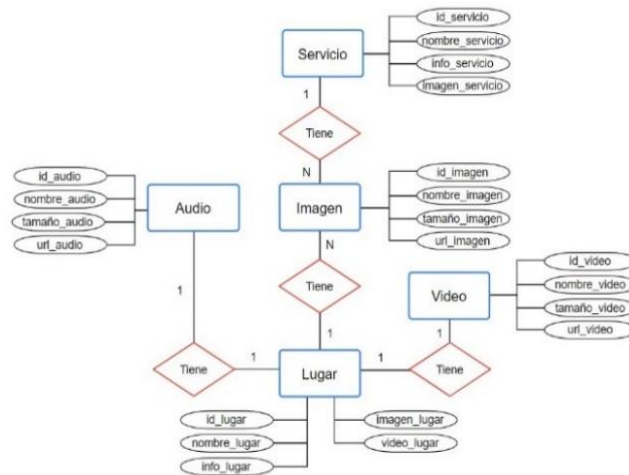 Servicio
id_servicio
nombre_servicio
info_servicio
imagen_servicio
1
Tiene
N
id_audio
nombre_audio
tamaño_audio
url_audio
Audio
Imagen
id_imagen
nombre_imagen
tamaño_imagen
url_imagen
N
Tiene
1
Video
id_video
nombre_video
tamaño_video
url_video
1
1
Tiene
1
Lugar
1
Tiene
id_lugar
nombre_lugar
info_lugar
imagen_lugar
video_lugar